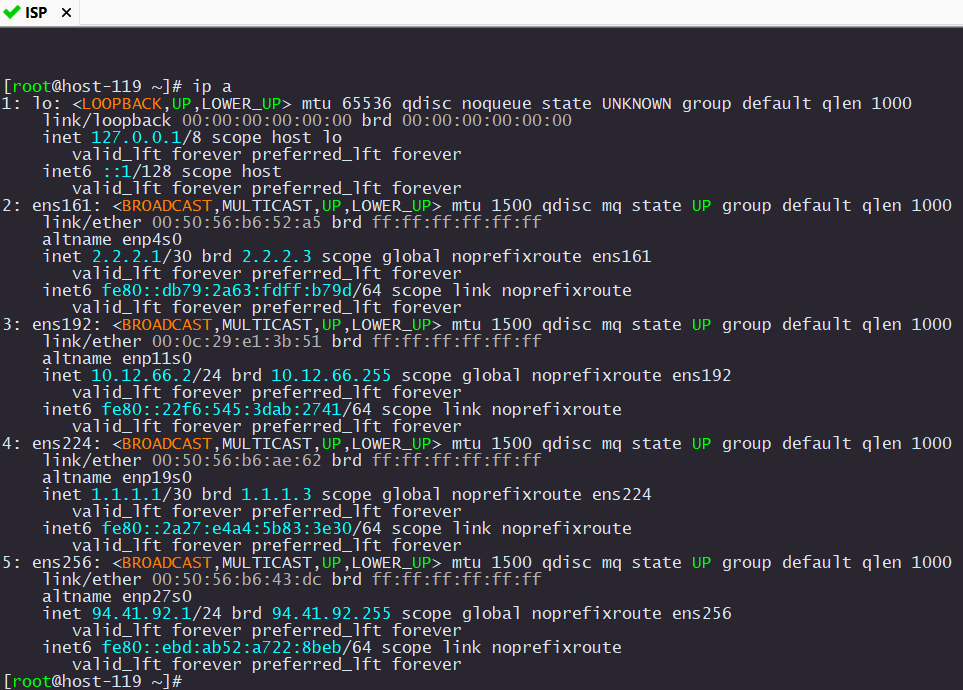 ISP ×
[root@host-119 ~]# ip a
1: lo: <LOOPBACK,UP,LOWER_UP> mtu 65536 qdisc noqueue state UNKNOWN group default qlen 1000
    link/loopback 00:00:00:00:00:00 brd 00:00:00:00:00:00
    inet 127.0.0.1/8 scope host lo
       valid_lft forever preferred_lft forever
    inet6 ::1/128 scope host
       valid_lft forever preferred_lft forever
2: ens161: <BROADCAST,MULTICAST,UP,LOWER_UP> mtu 1500 qdisc mq state UP group default qlen 1000
    link/ether 00:50:56:b6:52:a5 brd ff:ff:ff:ff:ff:ff
    altname enp4s0
    inet 2.2.2.1/30 brd 2.2.2.3 scope global noprefixroute ens161
       valid_lft forever preferred_lft forever
    inet6 fe80::db79:2a63:fdff:b79d/64 scope link noprefixroute
       valid_lft forever preferred_lft forever
3: ens192: <BROADCAST,MULTICAST,UP,LOWER_UP> mtu 1500 qdisc mq state UP group default qlen 1000
    link/ether 00:0c:29:e1:3b:51 brd ff:ff:ff:ff:ff:ff
    altname enp11s0
    inet 10.12.66.2/24 brd 10.12.66.255 scope global noprefixroute ens192
       valid_lft forever preferred_lft forever
    inet6 fe80::22f6:545:3dab:2741/64 scope link noprefixroute
       valid_lft forever preferred_lft forever
4: ens224: <BROADCAST,MULTICAST,UP,LOWER_UP> mtu 1500 qdisc mq state UP group default qlen 1000
    link/ether 00:50:56:b6:ae:62 brd ff:ff:ff:ff:ff:ff
    altname enp19s0
    inet 1.1.1.1/30 brd 1.1.1.3 scope global noprefixroute ens224
       valid_lft forever preferred_lft forever
    inet6 fe80::2a27:e4a4:5b83:3e30/64 scope link noprefixroute
       valid_lft forever preferred_lft forever
5: ens256: <BROADCAST,MULTICAST,UP,LOWER_UP> mtu 1500 qdisc mq state UP group default qlen 1000
    link/ether 00:50:56:b6:43:dc brd ff:ff:ff:ff:ff:ff
    altname enp27s0
    inet 94.41.92.1/24 brd 94.41.92.255 scope global noprefixroute ens256
       valid_lft forever preferred_lft forever
    inet6 fe80::ebd:ab52:a722:8beb/64 scope link noprefixroute
       valid_lft forever preferred_lft forever
[root@host-119 ~]#